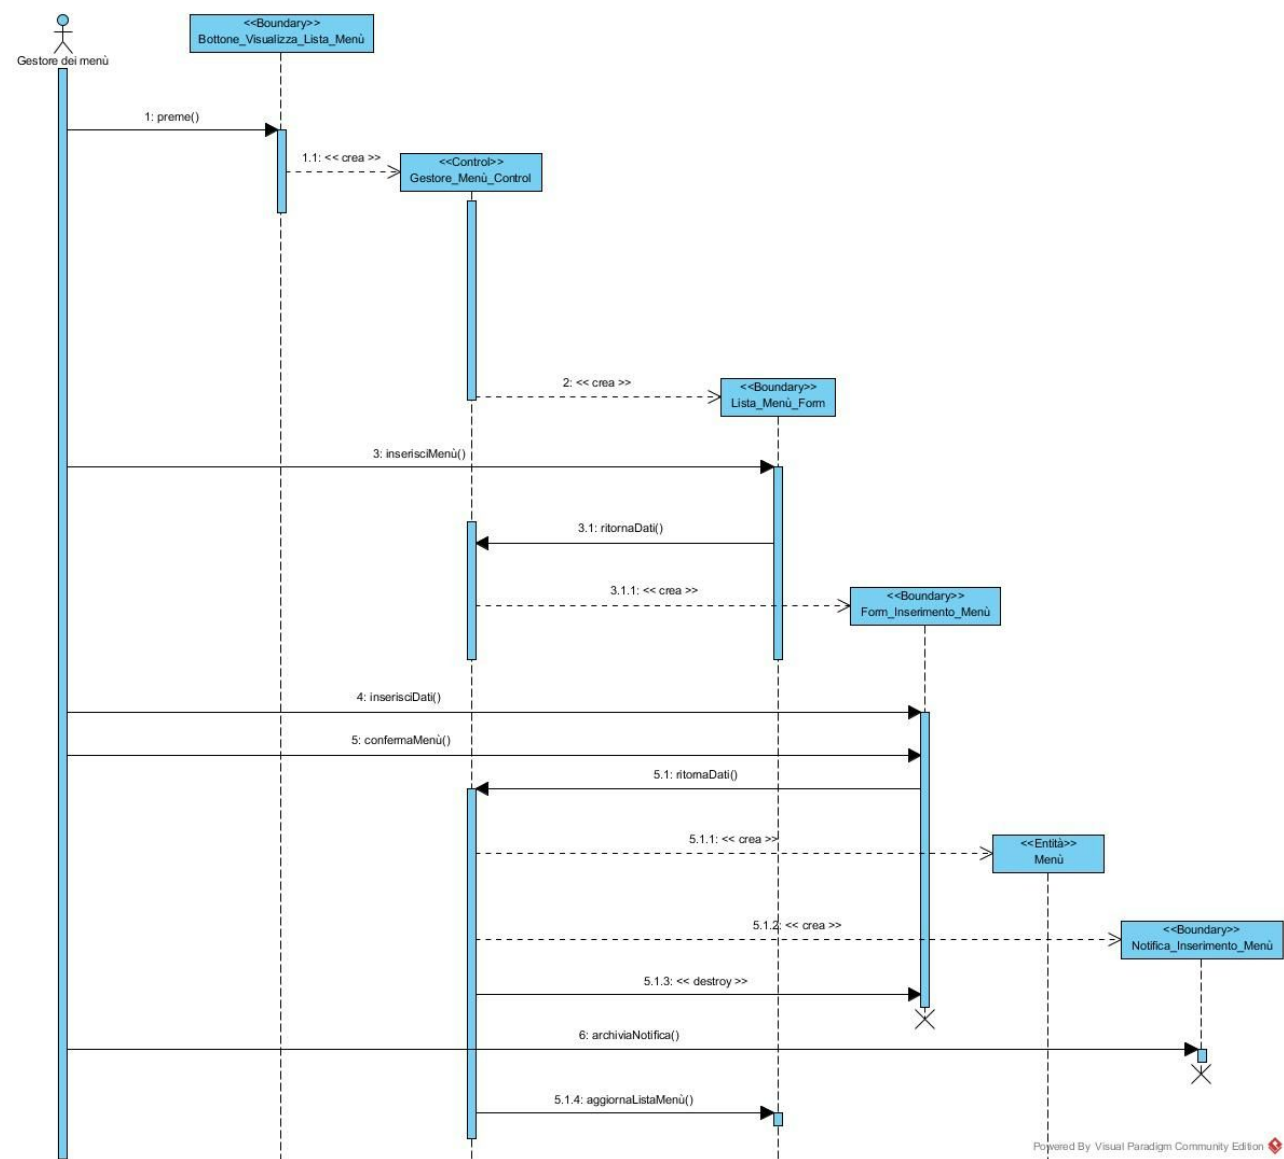 <<Boundary>>
Bottone_Visualizza_Lista_Menù
Gestore dei menù
1: preme()
1.1: << crea >>
<<Control>>
Gestore_Menù_Control
2: << crea >>
<<Boundary>>
Lista_Menù_Form
3: inserisciMenù()
3.1: ritornaDati()
3.1.1: << crea >>
<<Boundary>>
Form_Inserimento_Menù
4: inserisciDati()
5: confermaMenù()
5.1: ritornaDati()
5.1.1: << crea >>
<<Entità>>
Menù
5.1.2: << crea >>
<<Boundary>>
Notifica_Inserimento_Menù
5.1.3: << destroy >>
6: archiviaNotifica()
5.1.4: aggiornaListaMenù()
Powered By Visual Paradigm Community Edition